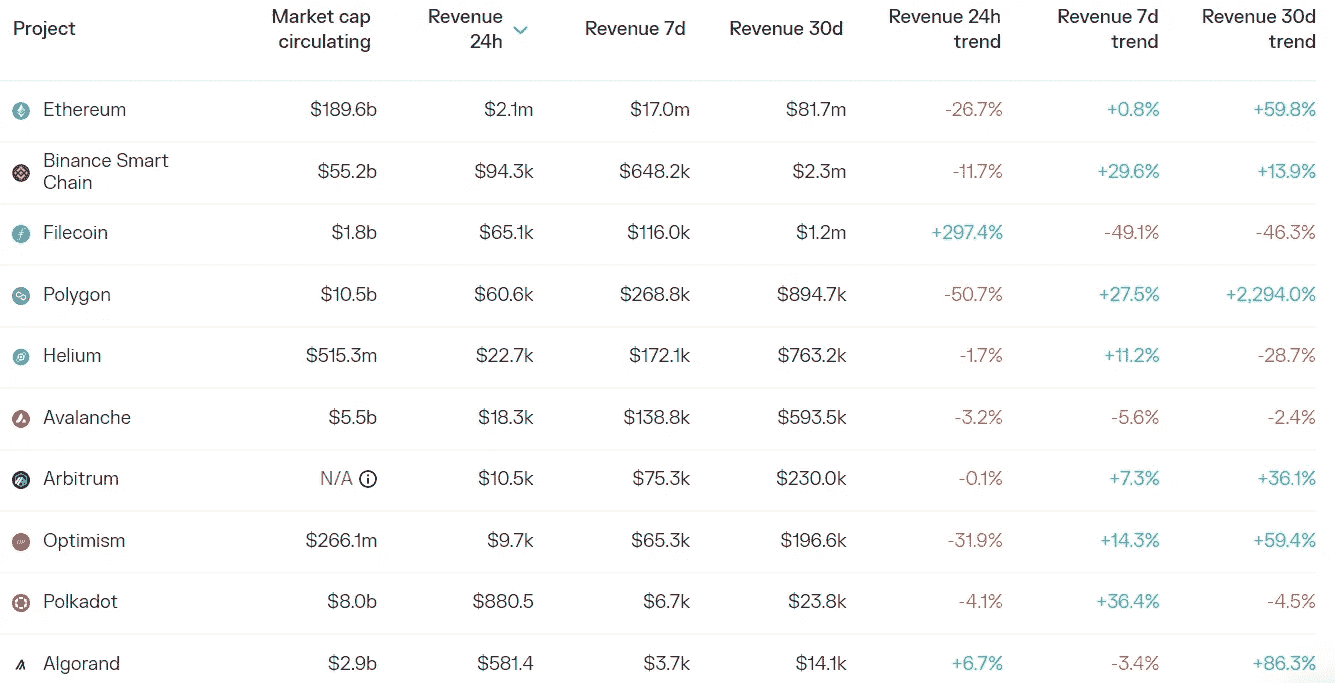 Project Market cap circulating Revenue 24h Revenue 7d Revenue 30d Revenue 24h trend Revenue 7d trend Revenue 30d trend
Ethereum $189.6b $2.1m $17.0m $81.7m -26.7% +0.8% +59.8%
Binance Smart Chain $55.2b $94.3k $648.2k $2.3m -11.7% +29.6% +13.9%
Filecoin $1.8b $65.1k $116.0k $1.2m +297.4% -49.1% -46.3%
Polygon $10.5b $60.6k $268.8k $894.7k -50.7% +27.5% +2,294.0%
Helium $515.3m $22.7k $172.1k $763.2k -1.7% +11.2% -28.7%
Avalanche $5.5b $18.3k $138.8k $593.5k -3.2% -5.6% -2.4%
Arbitrum N/A $10.5k $75.3k $230.0k -0.1% +7.3% +36.1%
Optimism $266.1m $9.7k $65.3k $196.6k -31.9% +14.3% +59.4%
Polkadot $8.0b $880.5 $6.7k $23.8k -4.1% +36.4% -4.5%
Algorand $2.9b $581.4 $3.7k $14.1k +6.7% -3.4% +86.3%